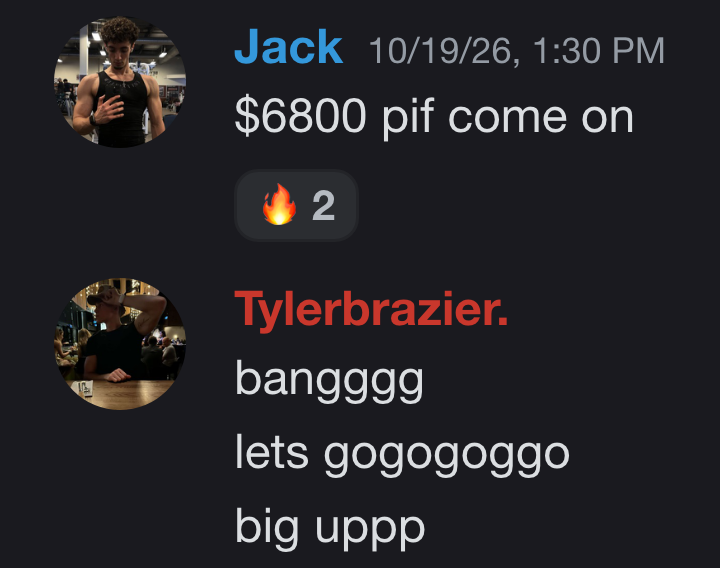 Jack 10/19/26, 1:30 PM
$6800 pif come on
🔥 2
Tylerbrazier.
bangggg
lets gogogoggo
big uppp